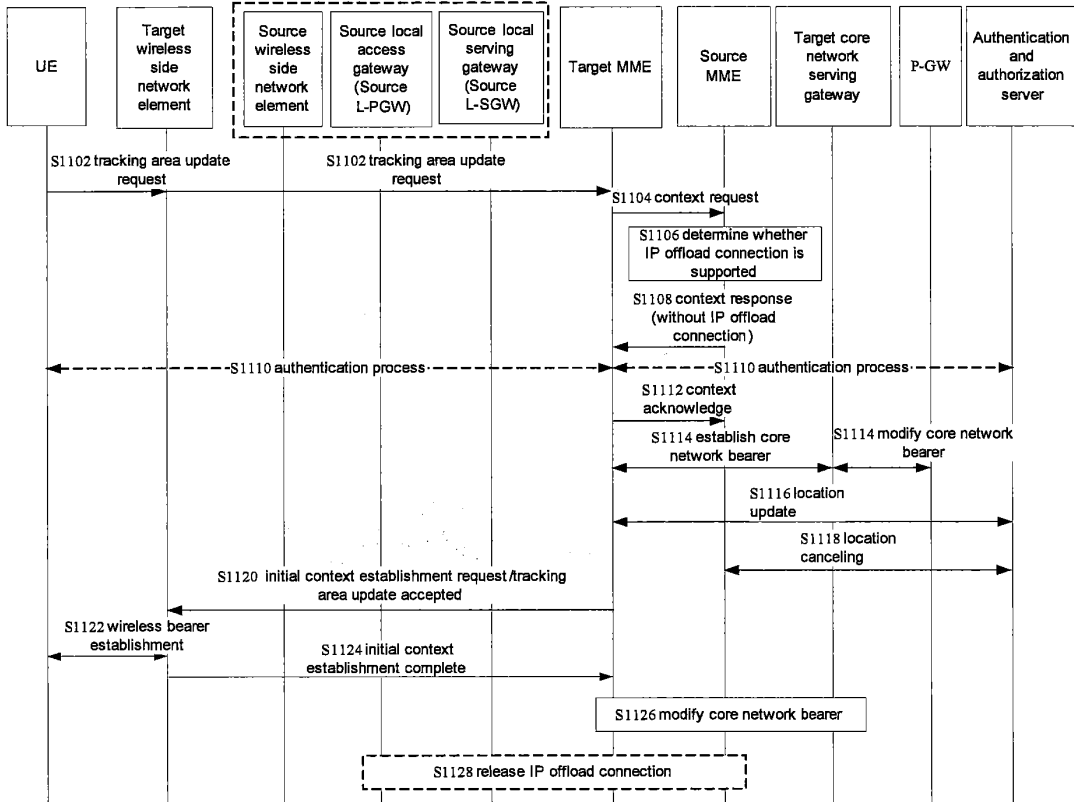 UE
Target
wireless
side
network
element
Source
wireless
side
network
element
Source local
access
gateway
(Source
L-PGW)
Source local
serving
gateway
(Source
L-SGW)
Target MME
Source
MME
Target core
network
serving
gateway
P-GW
Authentication
and
authorization
server
S1102 tracking area update
request
S1102 tracking area update
request
S1104 context request
S1106 determine whether
IP offload connection is
supported
S1108 context response
(without IP offload
connection)
S1110 authentication process
S1110 authentication process
S1112 context
acknowledge
S1114 establish core
network bearer
S1114 modify core network
bearer
S1116 location
update
S1118 location
canceling
S1120 initial context establishment request/tracking
area update accepted
S1122 wireless bearer
establishment
S1124 initial context
establishment complete
S1126 modify core network bearer
S1128 release IP offload connection